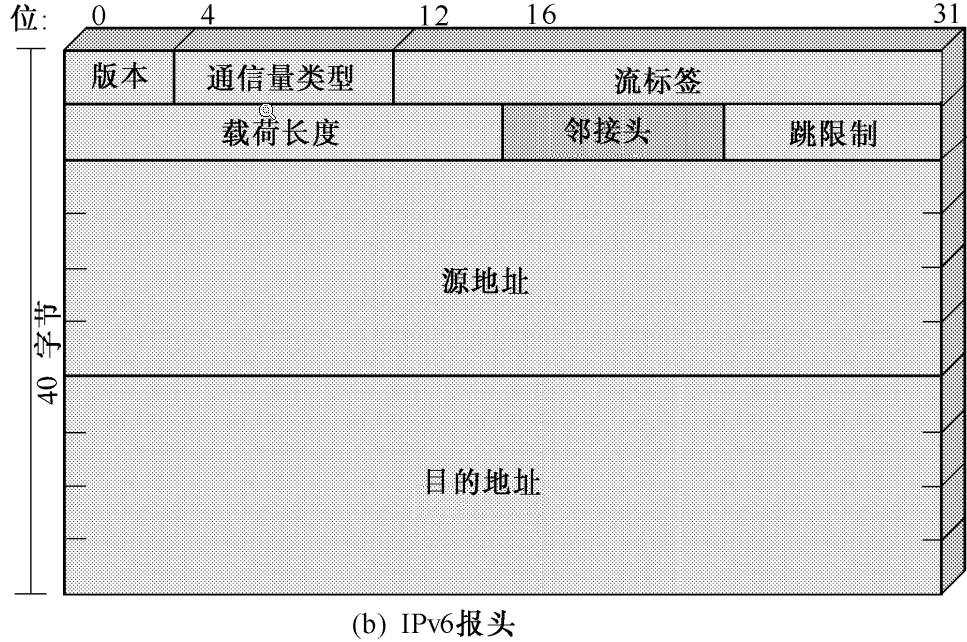 位: 0 4 12 16 31
版本 通信量类型 流标签
载荷长度 邻接头 跳限制
源地址
40 字节
目的地址
(b) IPv6报头